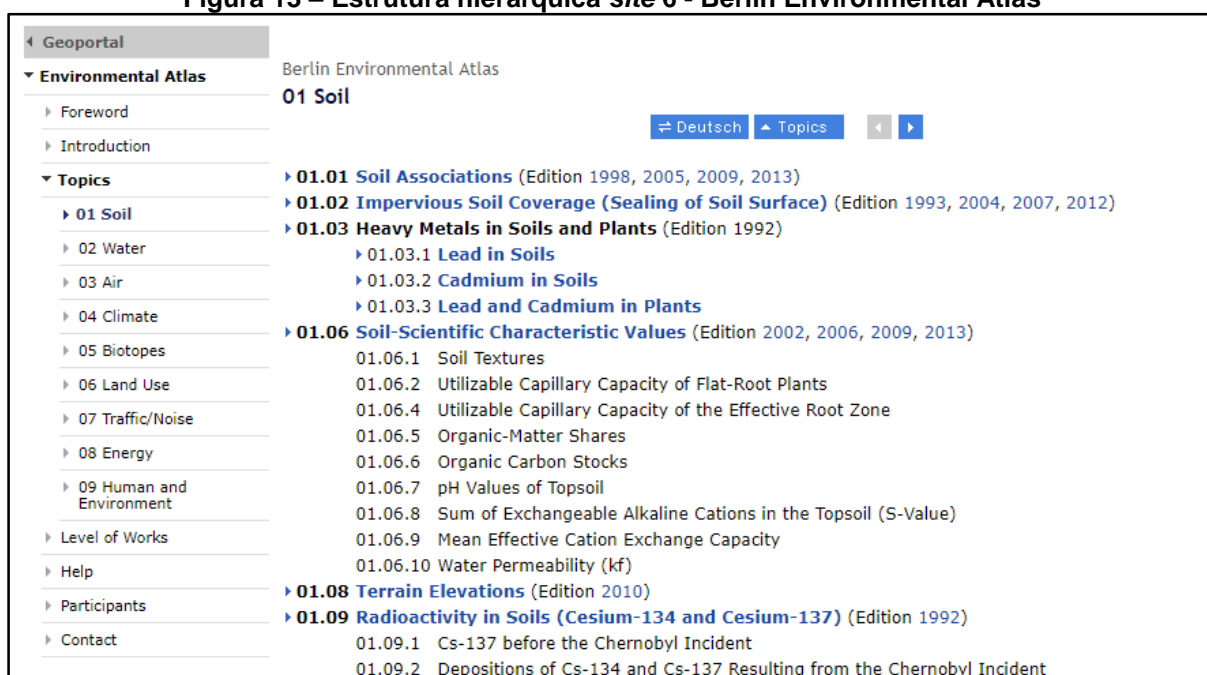 Figura 13 – Estrutura hierárquica site 6 - Berlin Environmental Atlas
Geoportal
Environmental Atlas
Foreword
Introduction
Topics
01 Soil
02 Water
03 Air
04 Climate
05 Biotopes
06 Land Use
07 Traffic/Noise
08 Energy
09 Human and
Environment
Level of Works
Help
Participants
Contact
Berlin Environmental Atlas
01 Soil
Deutsch Topics
01.01 Soil Associations (Edition 1998, 2005, 2009, 2013)
01.02 Impervious Soil Coverage (Sealing of Soil Surface) (Edition 1993, 2004, 2007, 2012)
01.03 Heavy Metals in Soils and Plants (Edition 1992)
01.03.1 Lead in Soils
01.03.2 Cadmium in Soils
01.03.3 Lead and Cadmium in Plants
01.06 Soil-Scientific Characteristic Values (Edition 2002, 2006, 2009, 2013)
01.06.1 Soil Textures
01.06.2 Utilizable Capillary Capacity of Flat-Root Plants
01.06.4 Utilizable Capillary Capacity of the Effective Root Zone
01.06.5 Organic-Matter Shares
01.06.6 Organic Carbon Stocks
01.06.7 pH Values of Topsoil
01.06.8 Sum of Exchangeable Alkaline Cations in the Topsoil (S-Value)
01.06.9 Mean Effective Cation Exchange Capacity
01.06.10 Water Permeability (kf)
01.08 Terrain Elevations (Edition 2010)
01.09 Radioactivity in Soils (Cesium-134 and Cesium-137) (Edition 1992)
01.09.1 Cs-137 before the Chernobyl Incident
01.09.2 Depositions of Cs-134 and Cs-137 Resulting from the Chernobyl Incident